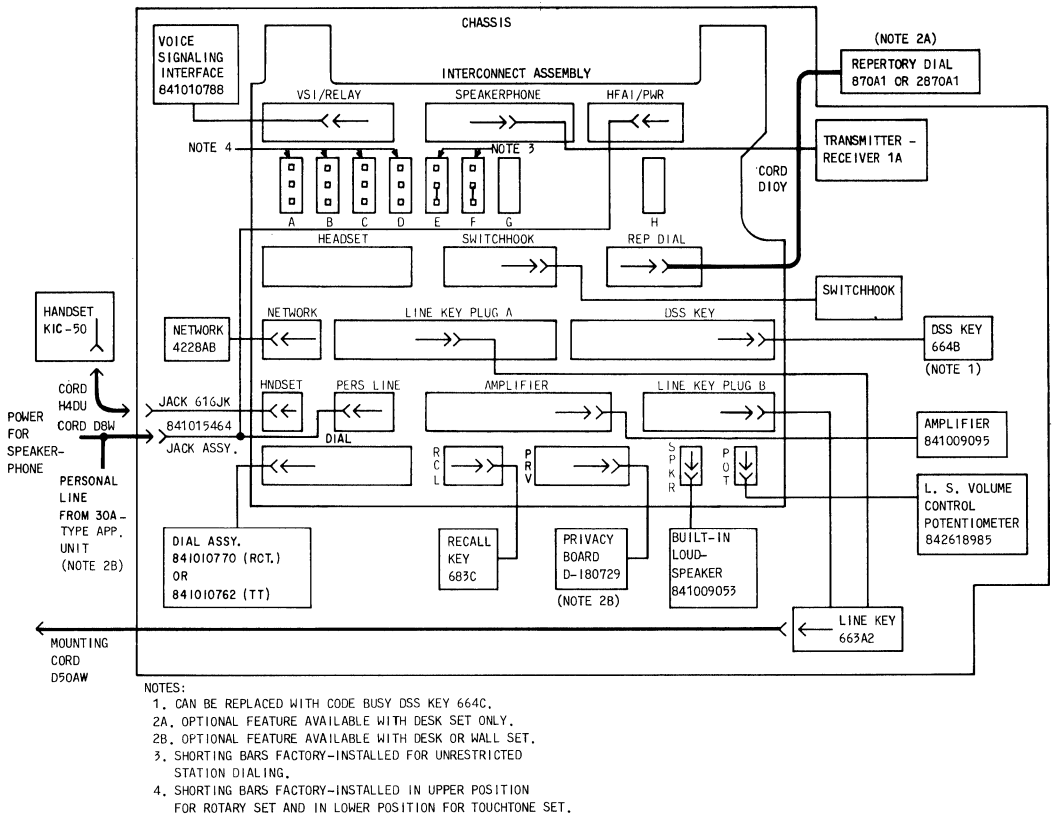 CHASSIS
VOICE
SIGNALING
INTERFACE
841010788
(NOTE 2A)
REPERTORY DIAL
870A1 OR 2870A1
INTERCONNECT ASSEMBLY
VSI/RELAY
SPEAKERPHONE
HFAI/PWR
NOTE 4
NOTE 3
TRANSMITTER -
RECEIVER 1A
CORD
D10Y
A
B
C
D
E
F
G
H
HEADSET
SWITCHHOOK
REP DIAL
SWITCHHOOK
HANDSET
K1C-50
NETWORK
4228AB
NETWORK
LINE KEY PLUG A
DSS KEY
DSS KEY
664B
(NOTE 1)
CORD
H4DU
JACK 616JK
HNDSET
PERS LINE
AMPLIFIER
LINE KEY PLUG B
POWER
FOR
SPEAKER-
PHONE
CORD D8W
841015464
JACK ASSY.
AMPLIFIER
841009095
DIAL
RCL
PRV
SPKR
POT
PERSONAL
LINE
FROM 30A-
TYPE APP.
UNIT
(NOTE 2B)
L. S. VOLUME
CONTROL
POTENTIOMETER
842618985
DIAL ASSY.
841010770 (RCT.)
OR
841010762 (TT)
RECALL
KEY
683C
PRIVACY
BOARD
D-180729
(NOTE 2B)
BUILT-IN
LOUD-
SPEAKER
841009053
LINE KEY
663A2
MOUNTING
CORD
D50AW
NOTES:
1. CAN BE REPLACED WITH CODE BUSY DSS KEY 664C.
2A. OPTIONAL FEATURE AVAILABLE WITH DESK SET ONLY.
2B. OPTIONAL FEATURE AVAILABLE WITH DESK OR WALL SET.
3. SHORTING BARS FACTORY-INSTALLED FOR UNRESTRICTED
STATION DIALING.
4. SHORTING BARS FACTORY-INSTALLED IN UPPER POSITION
FOR ROTARY SET AND IN LOWER POSITION FOR TOUCHTONE SET.